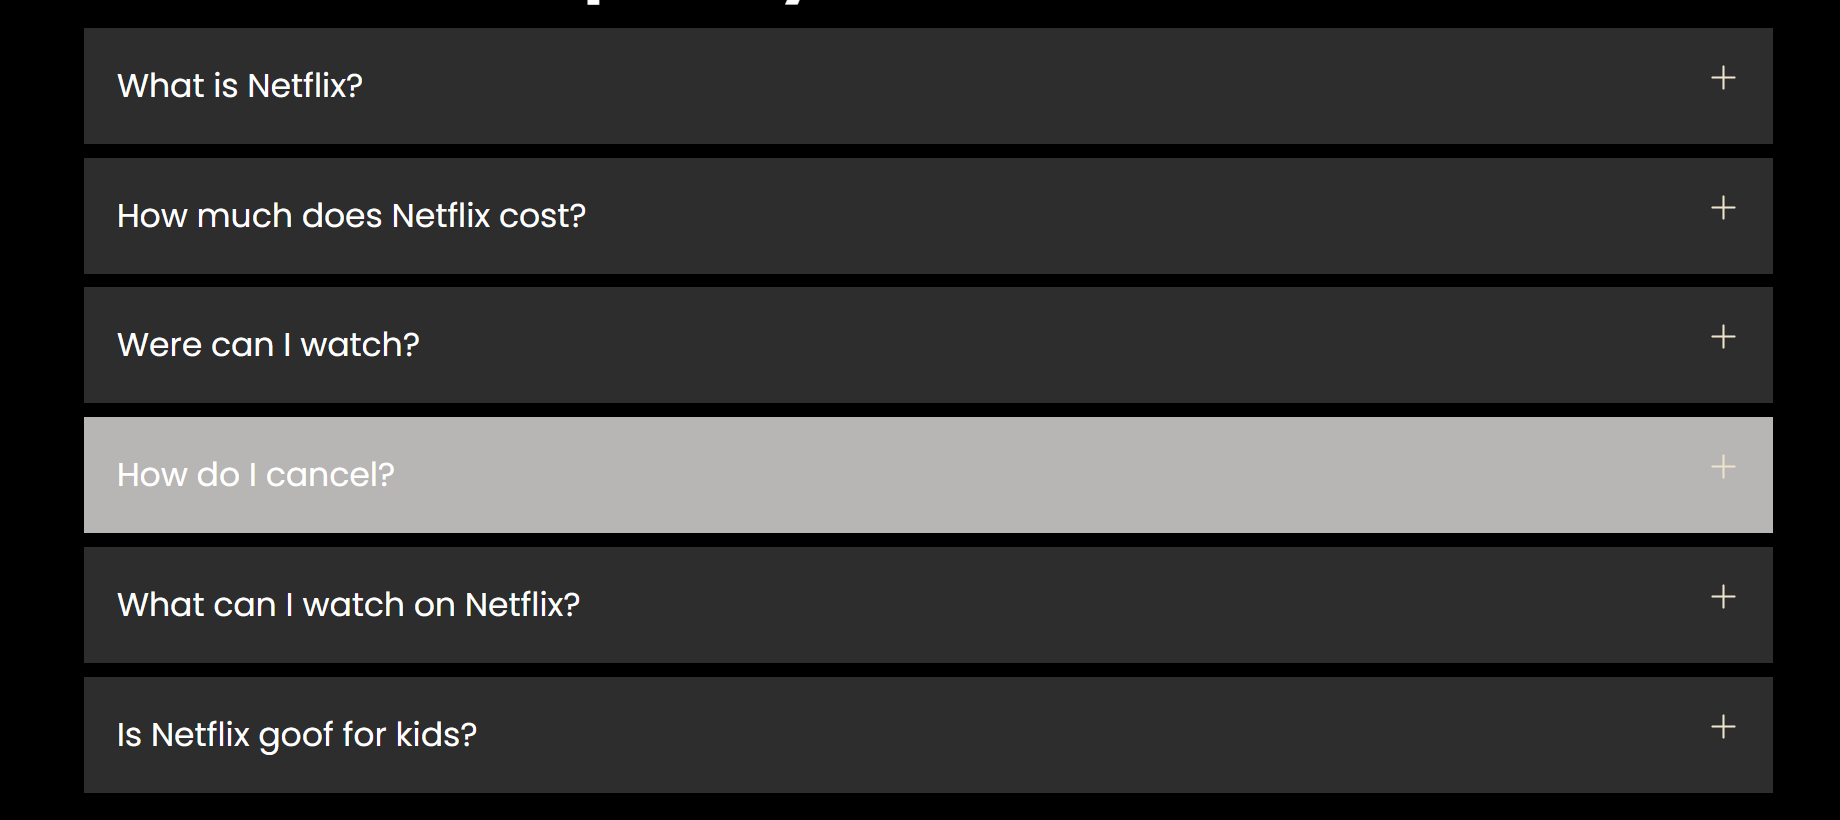 What is Netflix?
How much does Netflix cost?
Were can I watch?
How do I cancel?
What can I watch on Netflix?
Is Netflix goof for kids?